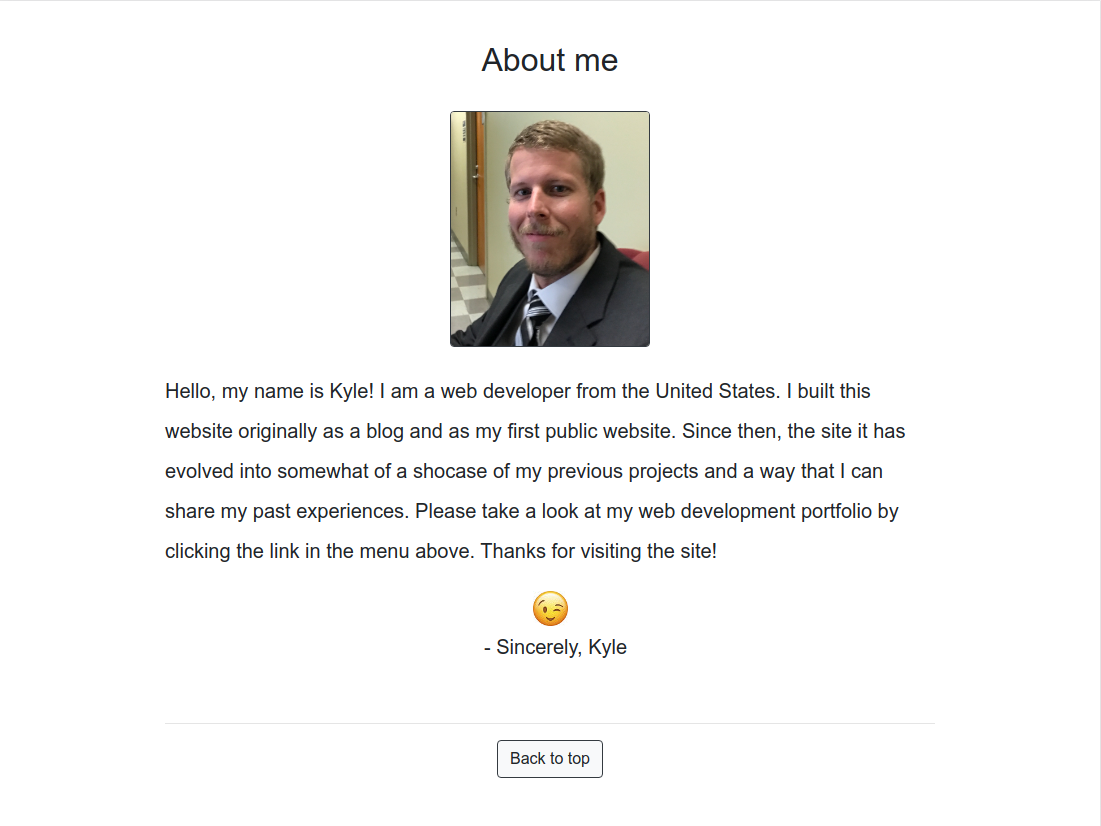 About me
Hello, my name is Kyle! I am a web developer from the United States. I built this
website originally as a blog and as my first public website. Since then, the site it has
evolved into somewhat of a shocase of my previous projects and a way that I can
share my past experiences. Please take a look at my web development portfolio by
clicking the link in the menu above. Thanks for visiting the site!
- Sincerely, Kyle
Back to top